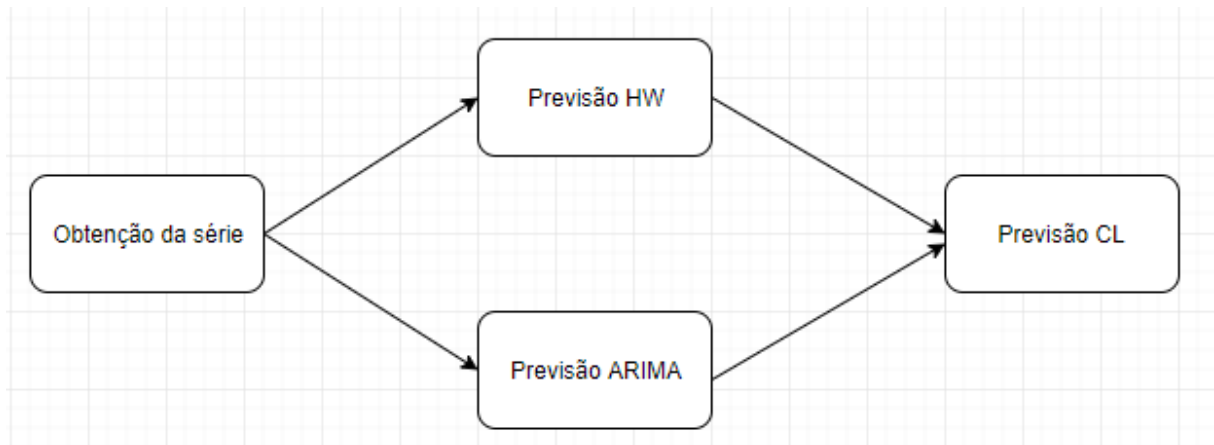 Obtenção da série
Previsão HW
Previsão ARIMA
Previsão CL